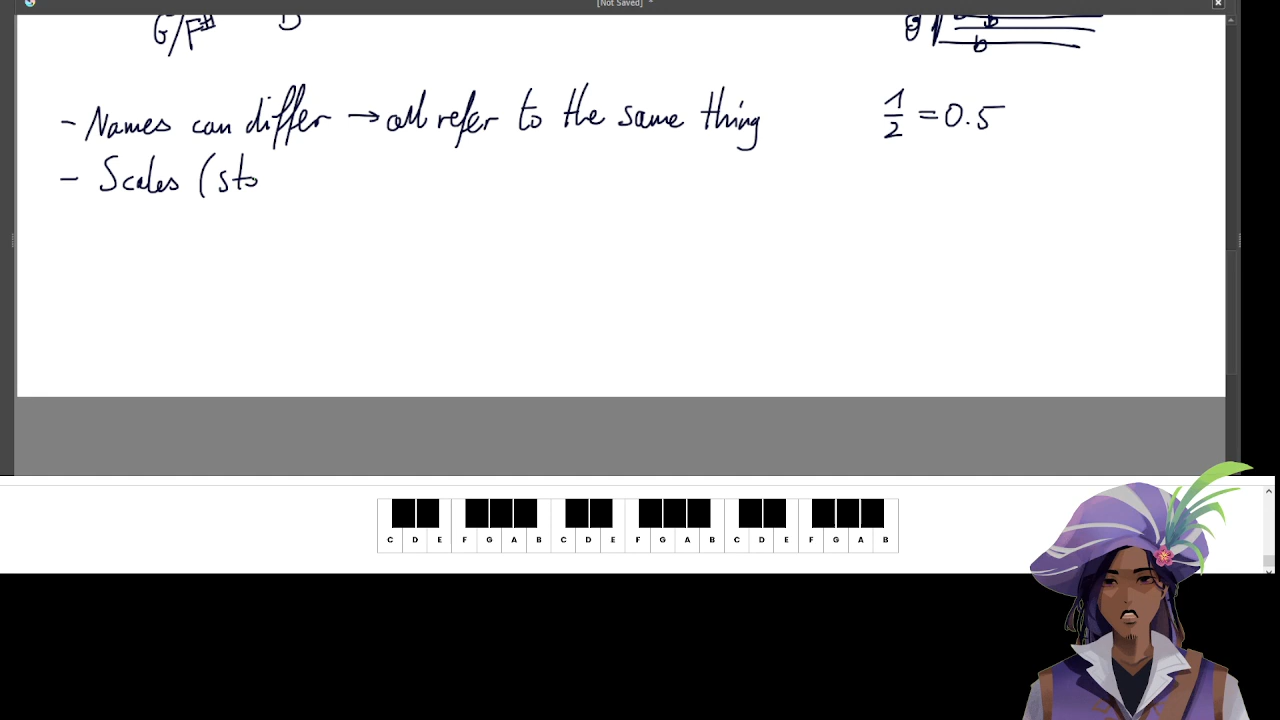 [Not Saved] *
G/F# D
b
b
- Names can differ → all refer to the same thing
1/2 = 0.5
- Scales (sto
C D E F G A B C D E F G A B C D E F G A B